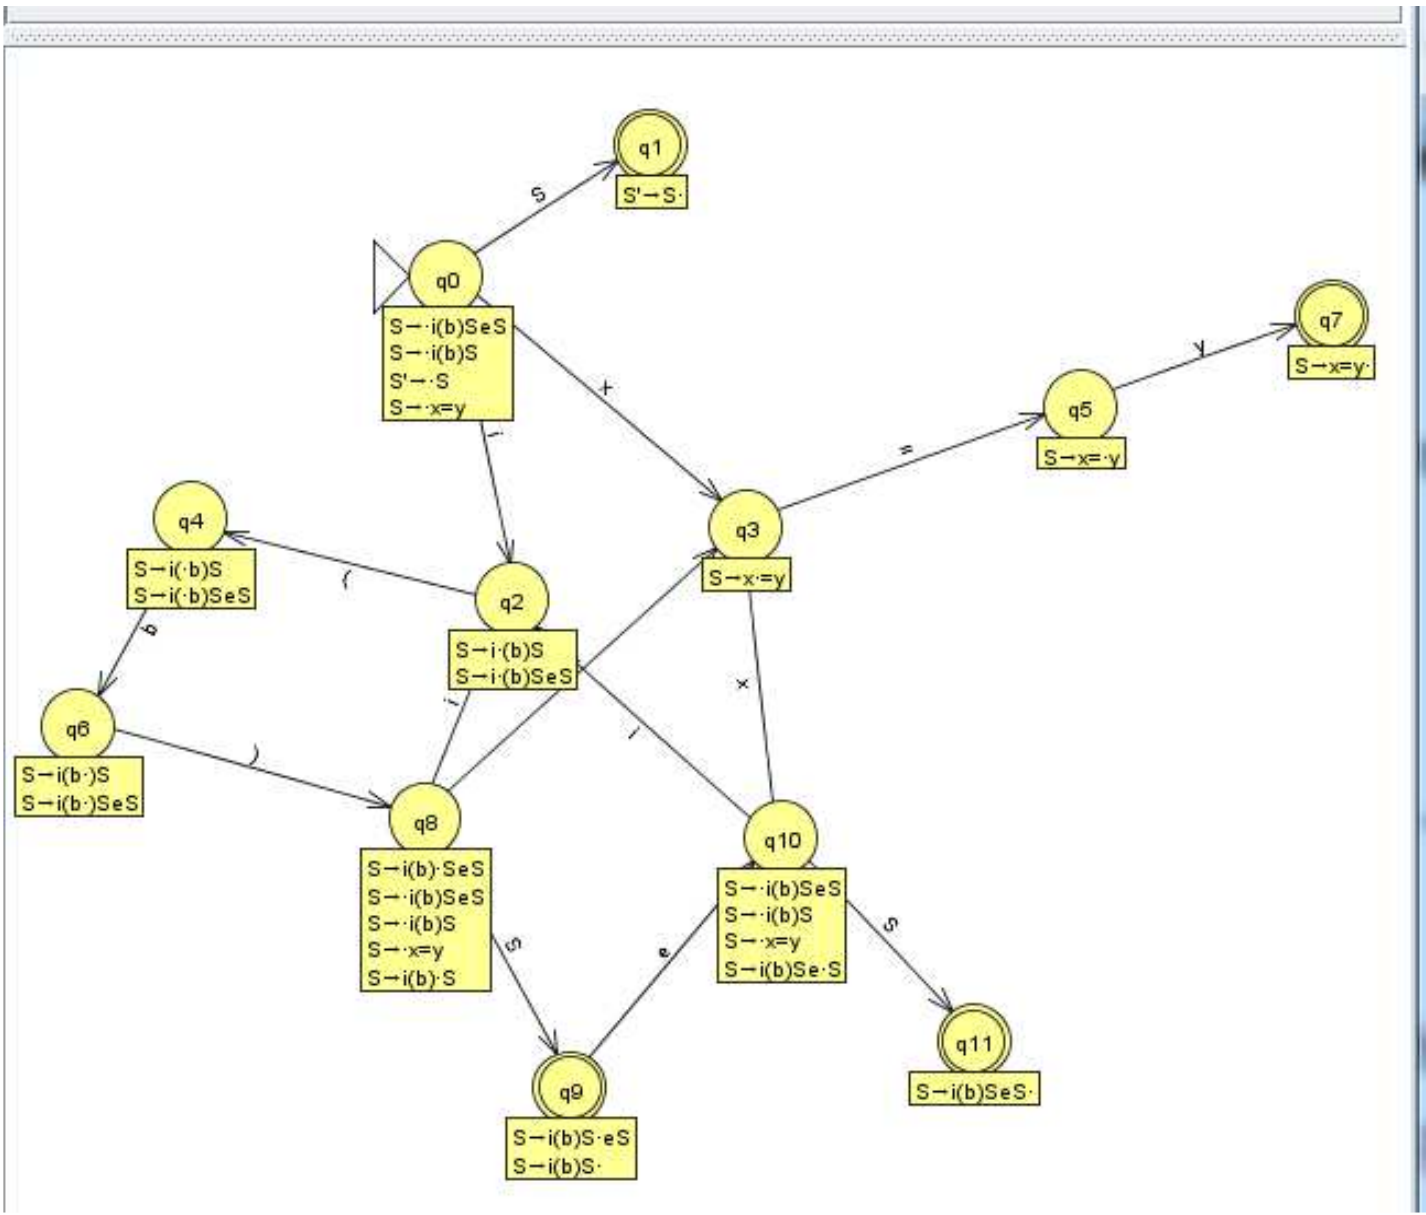 q1
S'→S·
S
q0
S→·i(b)SeS
S→·i(b)S
S'→·S
S→·x=y
x
i
q7
S→x=y·
y
q5
S→x=·y
=
q4
S→i(·b)S
S→i(·b)SeS
(
q3
S→x·=y
q2
S→i·(b)S
S→i·(b)SeS
b
q6
S→i(b·)S
S→i(b·)SeS
)
i
i
x
q8
S→i(b)·SeS
S→·i(b)SeS
S→·i(b)S
S→·x=y
S→i(b)·S
S
q10
S→·i(b)SeS
S→·i(b)S
S→·x=y
S→i(b)Se·S
e
S
q11
S→i(b)SeS·
q9
S→i(b)S·eS
S→i(b)S·